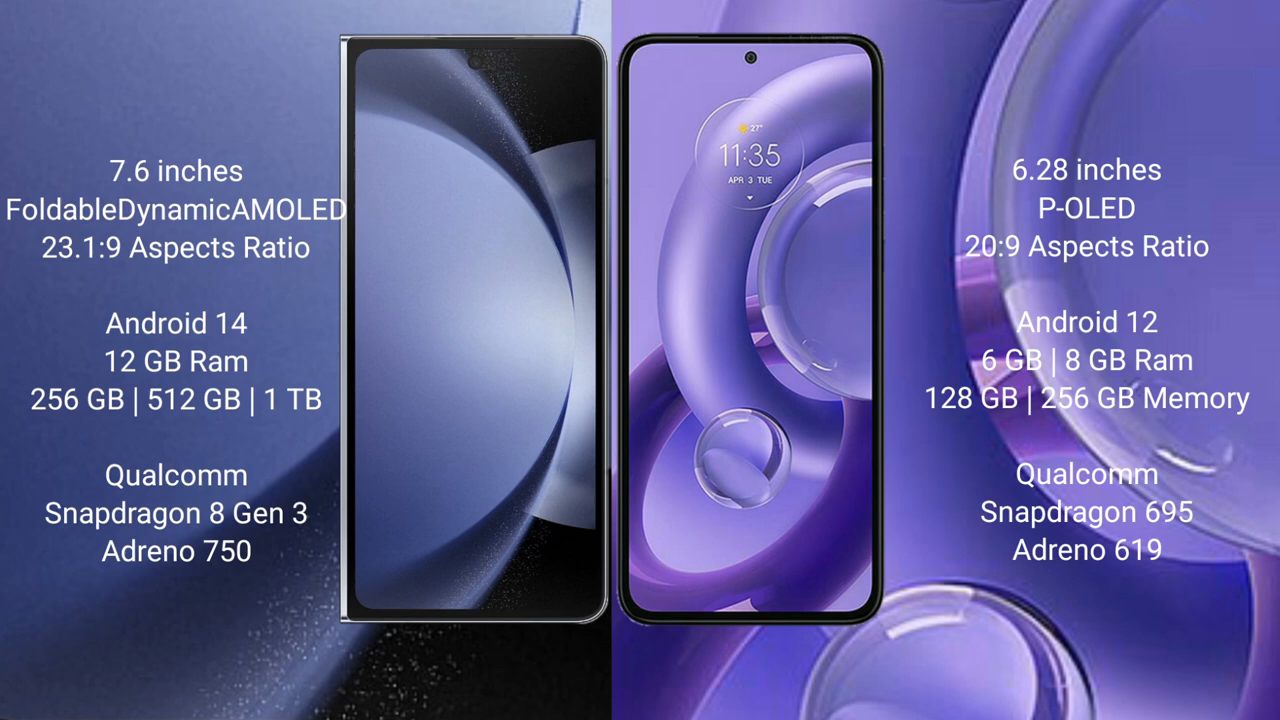 7.6 inches
FoldableDynamicAMOLED
23.1:9 Aspects Ratio
Android 14
12 GB Ram
256 GB | 512 GB | 1 TB
Qualcomm
Snapdragon 8 Gen 3
Adreno 750
27°
11:35
APR 3 TUE
6.28 inches
P-OLED
20:9 Aspects Ratio
Android 12
6 GB | 8 GB Ram
128 GB | 256 GB Memory
Qualcomm
Snapdragon 695
Adreno 619